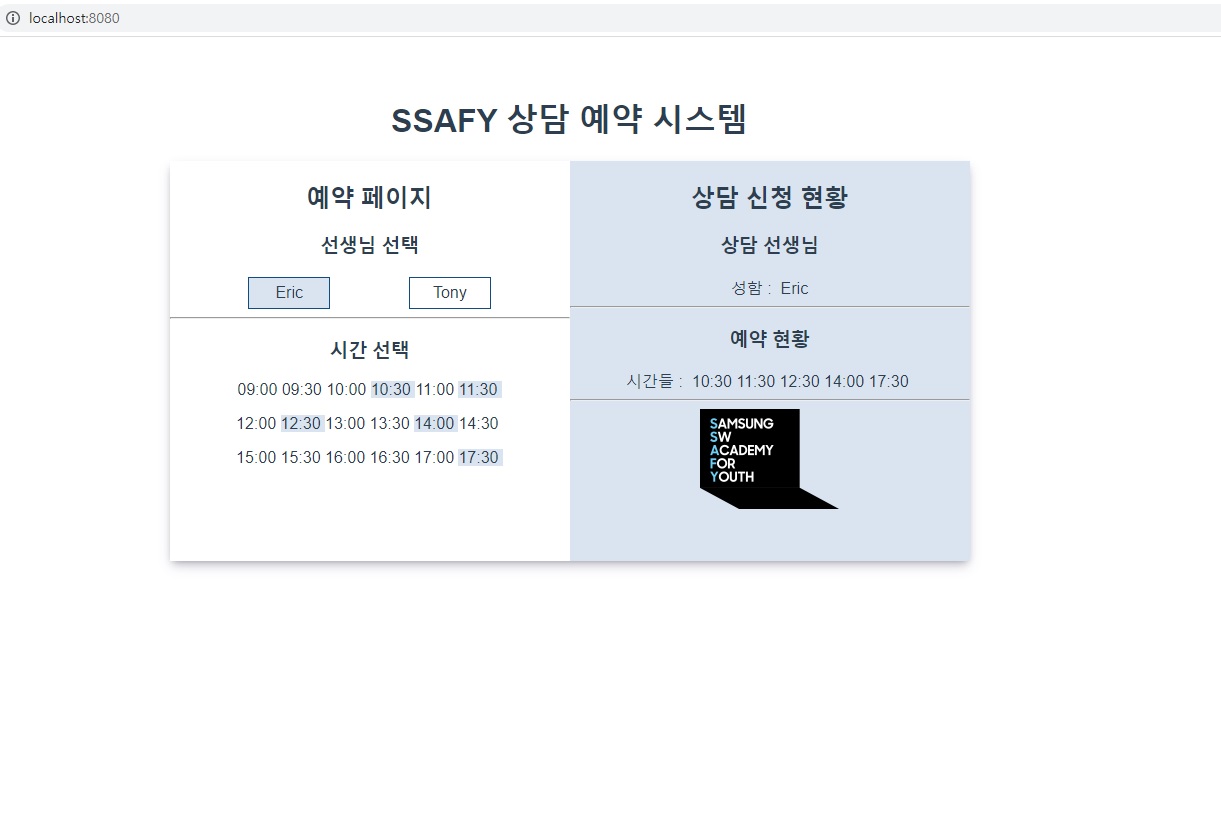 localhost:8080
SSAFY 상담 예약 시스템
예약 페이지
선생님 선택
Eric Tony
시간 선택
09:00 09:30 10:00 10:30 11:00 11:30
12:00 12:30 13:00 13:30 14:00 14:30
15:00 15:30 16:00 16:30 17:00 17:30
상담 신청 현황
상담 선생님
성함 : Eric
예약 현황
시간들 : 10:30 11:30 12:30 14:00 17:30
SAMSUNG
SW
ACADEMY
FOR
YOUTH